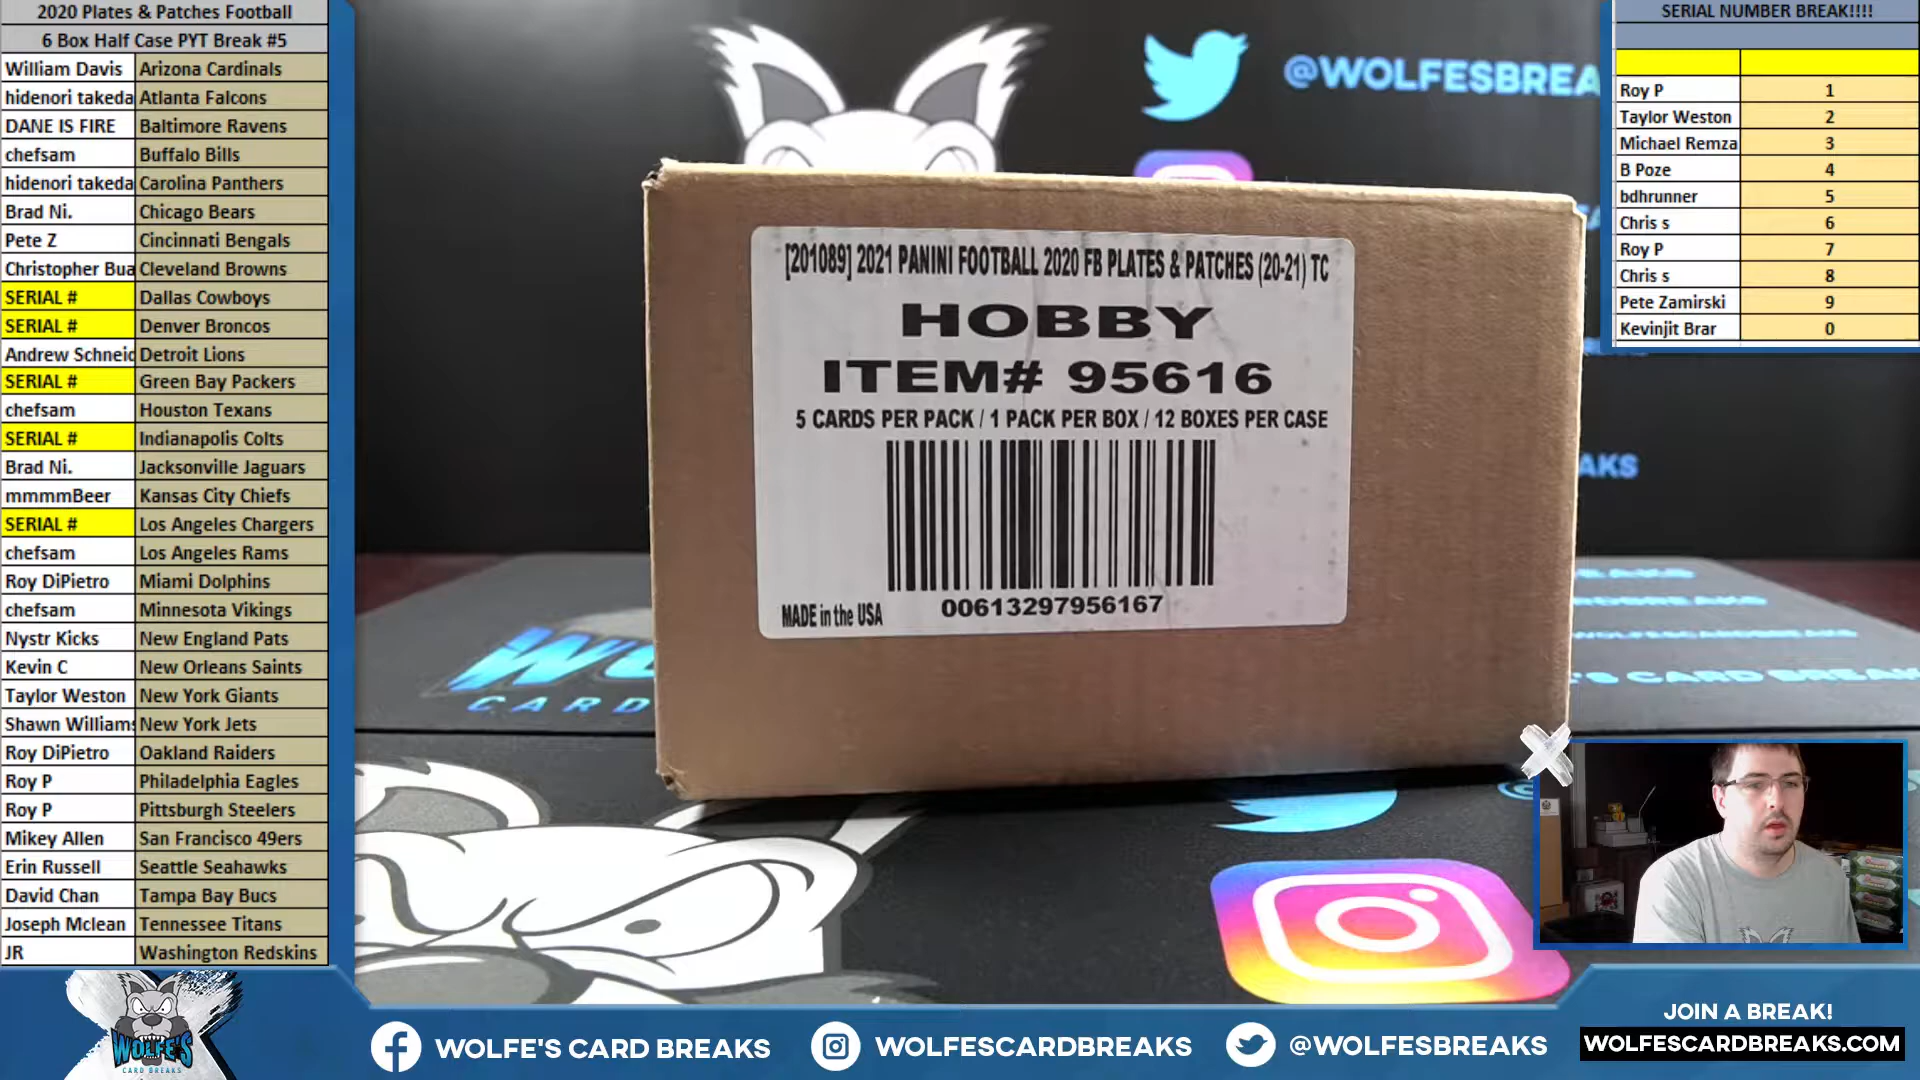 2020 Plates & Patches Football
6 Box Half Case PYT Break #5
William Davis Arizona Cardinals
hidenori takeda Atlanta Falcons
DANE IS FIRE Baltimore Ravens
chefsam Buffalo Bills
hidenori takeda Carolina Panthers
Brad Ni. Chicago Bears
Pete Z Cincinnati Bengals
Christopher Bua Cleveland Browns
SERIAL # Dallas Cowboys
SERIAL # Denver Broncos
Andrew Schneid Detroit Lions
SERIAL # Green Bay Packers
chefsam Houston Texans
SERIAL # Indianapolis Colts
Brad Ni. Jacksonville Jaguars
mmmmBeer Kansas City Chiefs
SERIAL # Los Angeles Chargers
chefsam Los Angeles Rams
Roy DiPietro Miami Dolphins
chefsam Minnesota Vikings
Nystr Kicks New England Pats
Kevin C New Orleans Saints
Taylor Weston New York Giants
Shawn Williams New York Jets
Roy DiPietro Oakland Raiders
Roy P Philadelphia Eagles
Roy P Pittsburgh Steelers
Mikey Allen San Francisco 49ers
Erin Russell Seattle Seahawks
David Chan Tampa Bay Bucs
Joseph Mclean Tennessee Titans
JR Washington Redskins
@WOLFESBREA
[201089] 2021 PANINI FOOTBALL 2020 FB PLATES & PATCHES (20-21) TC
HOBBY
ITEM# 95616
5 CARDS PER PACK / 1 PACK PER BOX / 12 BOXES PER CASE
MADE in the USA 00613297956167
SERIAL NUMBER BREAK!!!!
Roy P 1
Taylor Weston 2
Michael Remza 3
B Poze 4
bdhrunner 5
Chris s 6
Roy P 7
Chris s 8
Pete Zamirski 9
Kevinjit Brar 0
EAKS
WO
CARD
'S CARD BREAK
WOLFE'S
CARD BREAKS
WOLFE'S CARD BREAKS
WOLFESCARDBREAKS
@WOLFESBREAKS
JOIN A BREAK!
WOLFESCARDBREAKS.COM